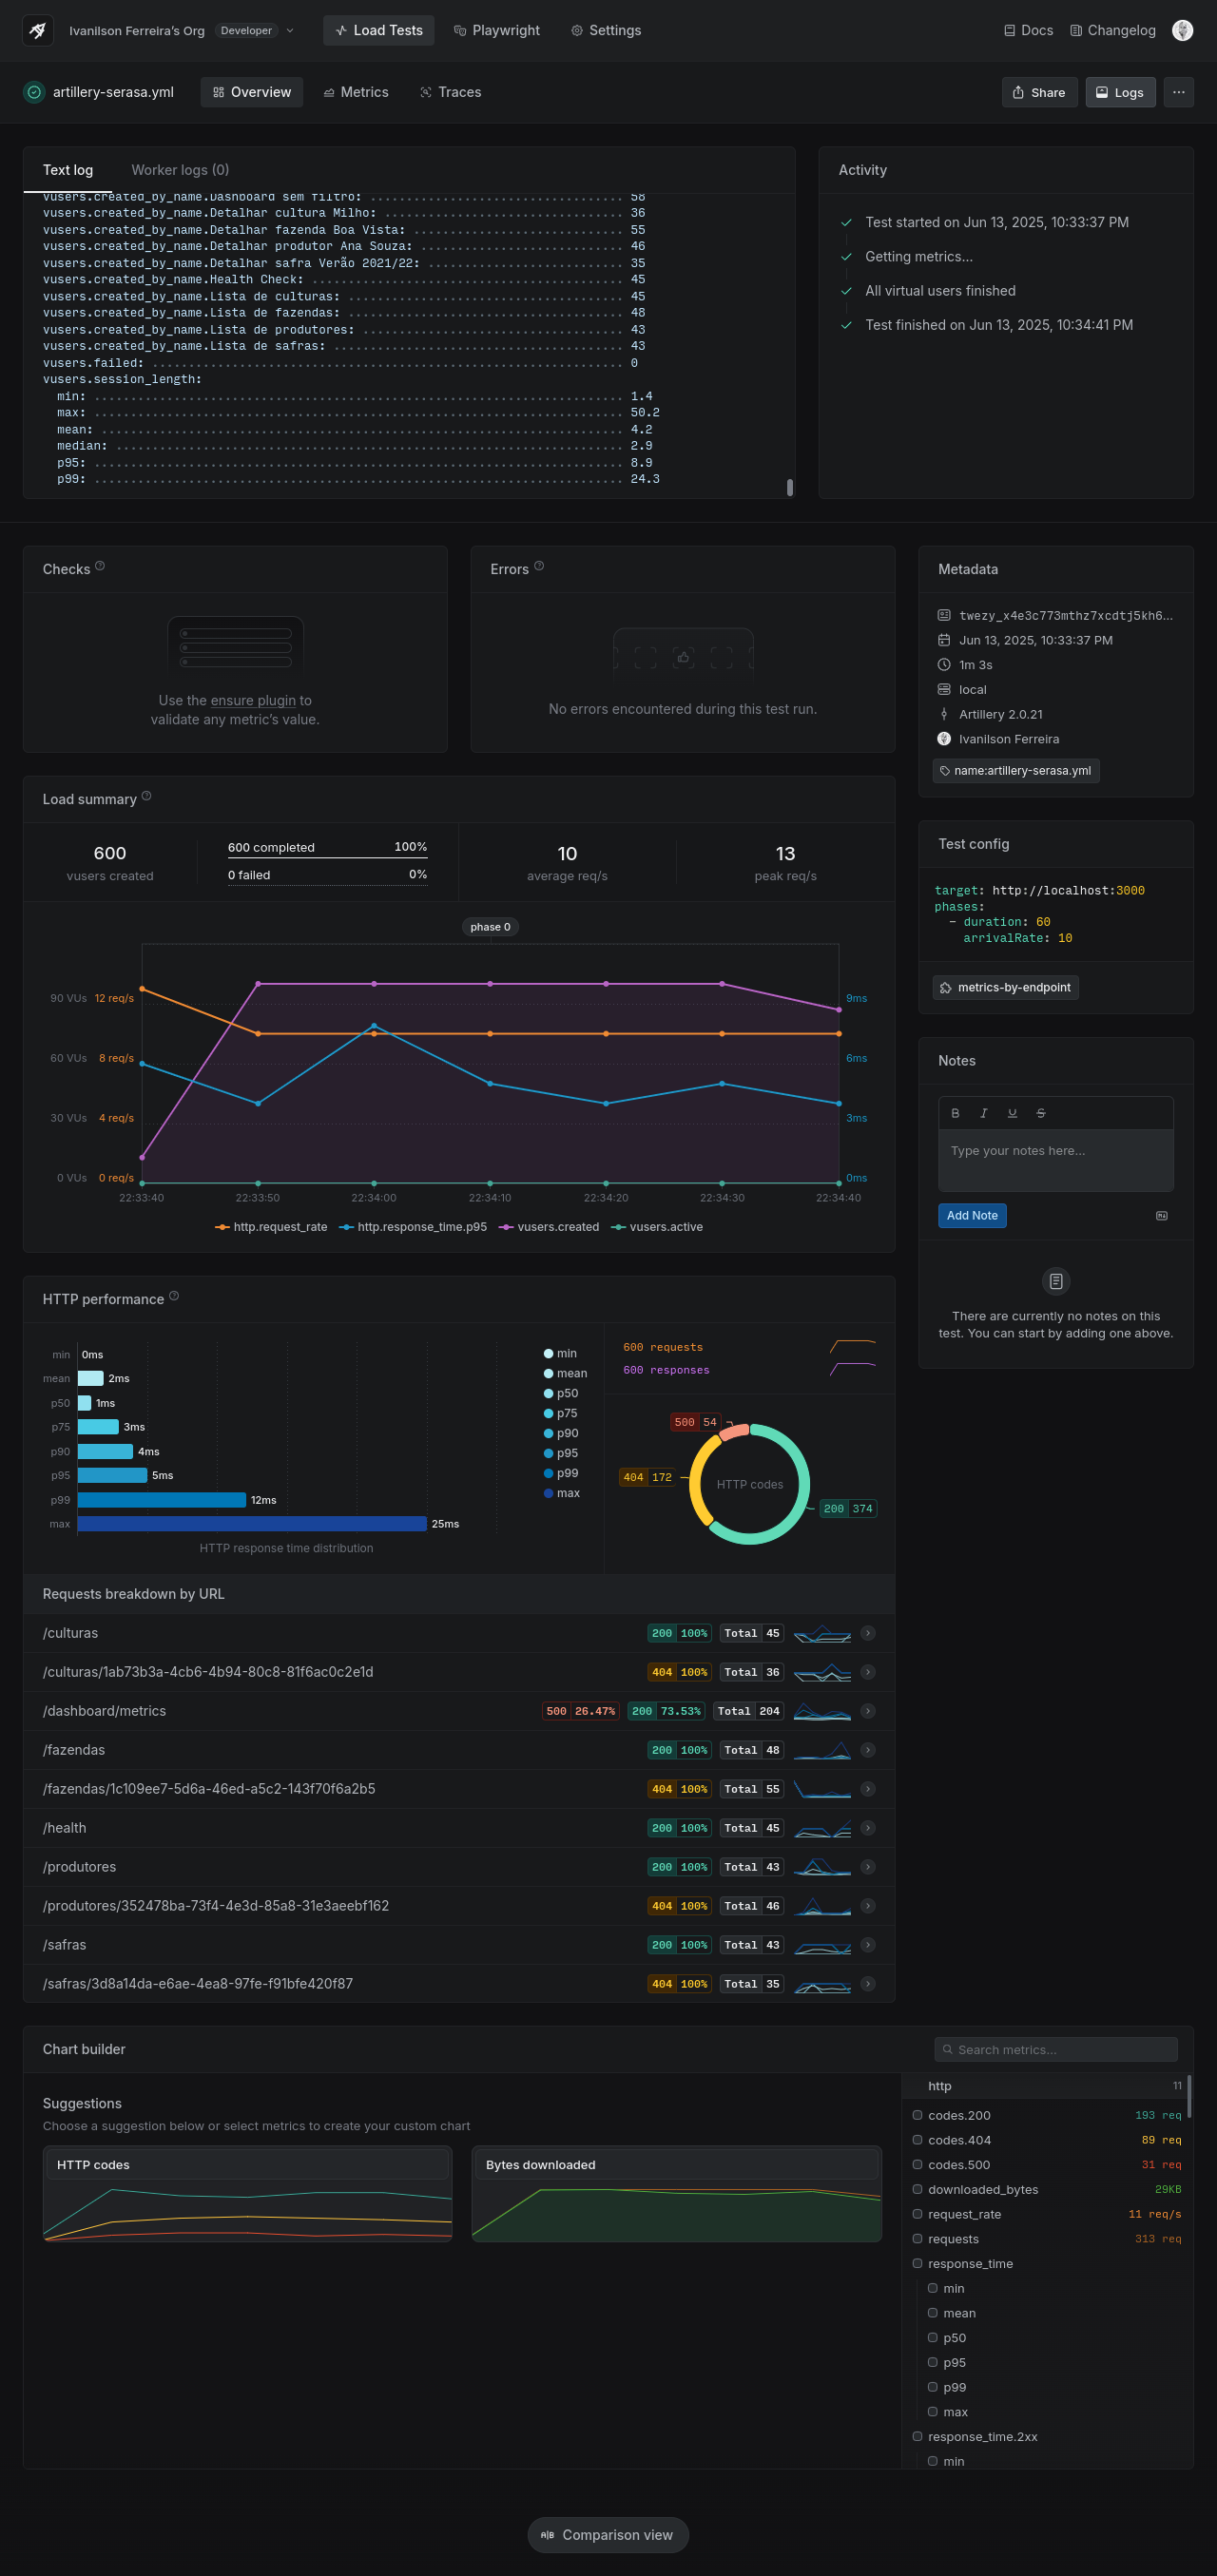 Ivanilson Ferreira's Org Developer
Load Tests
Playwright
Settings
Docs
Changelog
artillery-serasa.yml
Overview
Metrics
Traces
Share
Logs
Text log
Worker logs (0)
vusers.created_by_name.Dashboard sem filtro: ................................... 58
vusers.created_by_name.Detalhar cultura Milho: ................................. 36
vusers.created_by_name.Detalhar fazenda Boa Vista: ............................. 55
vusers.created_by_name.Detalhar produtor Ana Souza: ............................ 46
vusers.created_by_name.Detalhar safra Verão 2021/22: ........................... 35
vusers.created_by_name.Health Check: ........................................... 45
vusers.created_by_name.Lista de culturas: ...................................... 45
vusers.created_by_name.Lista de fazendas: ...................................... 48
vusers.created_by_name.Lista de produtores: .................................... 43
vusers.created_by_name.Lista de safras: ........................................ 43
vusers.failed: ................................................................. 0
vusers.session_length:
min: ......................................................................... 1.4
max: ......................................................................... 50.2
mean: ........................................................................ 4.2
median: ...................................................................... 2.9
p95: ......................................................................... 8.9
p99: ......................................................................... 24.3
Activity
Test started on Jun 13, 2025, 10:33:37 PM
Getting metrics...
All virtual users finished
Test finished on Jun 13, 2025, 10:34:41 PM
Checks
Use the ensure plugin to
validate any metric's value.
Errors
No errors encountered during this test run.
Metadata
twezy_x4e3c773mthz7xcdtj5kh6...
Jun 13, 2025, 10:33:37 PM
1m 3s
local
Artillery 2.0.21
Ivanilson Ferreira
name:artillery-serasa.yml
Load summary
600
vusers created
600 completed 100%
0 failed 0%
10
average req/s
13
peak req/s
phase 0
90 VUs 12 req/s 9ms
60 VUs 8 req/s 6ms
30 VUs 4 req/s 3ms
0 VUs 0 req/s 0ms
22:33:40 22:33:50 22:34:00 22:34:10 22:34:20 22:34:30 22:34:40
http.request_rate http.response_time.p95 vusers.created vusers.active
Test config
target: http://localhost:3000
phases:
- duration: 60
arrivalRate: 10
metrics-by-endpoint
Notes
B I U S
Type your notes here...
Add Note
There are currently no notes on this
test. You can start by adding one above.
HTTP performance
min 0ms
mean 2ms
p50 1ms
p75 3ms
p90 4ms
p95 5ms
p99 12ms
max 25ms
HTTP response time distribution
min
mean
p50
p75
p90
p95
p99
max
600 requests
600 responses
500 54
404 172
HTTP codes
200 374
Requests breakdown by URL
/culturas 200 100% Total 45
/culturas/1ab73b3a-4cb6-4b94-80c8-81f6ac0c2e1d 404 100% Total 36
/dashboard/metrics 500 26.47% 200 73.53% Total 204
/fazendas 200 100% Total 48
/fazendas/1c109ee7-5d6a-46ed-a5c2-143f70f6a2b5 404 100% Total 55
/health 200 100% Total 45
/produtores 200 100% Total 43
/produtores/352478ba-73f4-4e3d-85a8-31e3aeebf162 404 100% Total 46
/safras 200 100% Total 43
/safras/3d8a14da-e6ae-4ea8-97fe-f91bfe420f87 404 100% Total 35
Chart builder
Search metrics...
Suggestions
Choose a suggestion below or select metrics to create your custom chart
HTTP codes
Bytes downloaded
http 11
codes.200 193 req
codes.404 89 req
codes.500 31 req
downloaded_bytes 29KB
request_rate 11 req/s
requests 313 req
response_time
min
mean
p50
p95
p99
max
response_time.2xx
min
A|B Comparison view